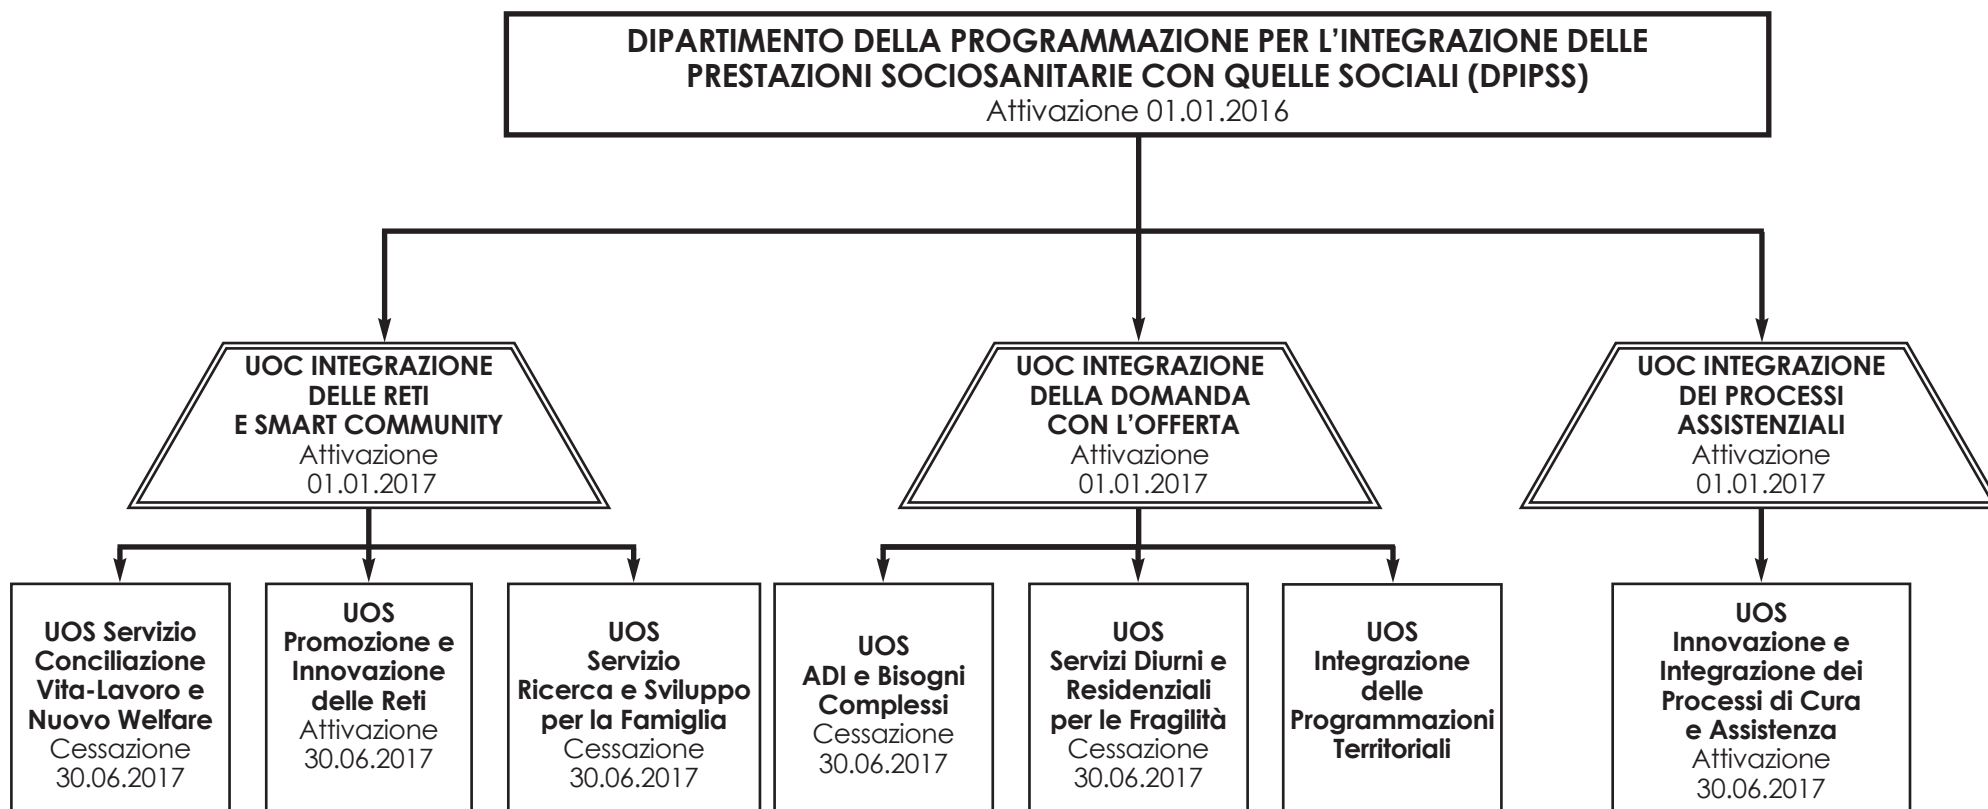 DIPARTIMENTO DELLA PROGRAMMAZIONE PER L'INTEGRAZIONE DELLE
PRESTAZIONI SOCIOSANITARIE CON QUELLE SOCIALI (DPIPSS)
Attivazione 01.01.2016
UOC INTEGRAZIONE
DELLE RETI
E SMART COMMUNITY
Attivazione
01.01.2017
UOC INTEGRAZIONE
DELLA DOMANDA
CON L'OFFERTA
Attivazione
01.01.2017
UOC INTEGRAZIONE
DEI PROCESSI
ASSISTENZIALI
Attivazione
01.01.2017
UOS Servizio
Conciliazione
Vita-Lavoro e
Nuovo Welfare
Cessazione
30.06.2017
UOS
Promozione e
Innovazione
delle Reti
Attivazione
30.06.2017
UOS
Servizio
Ricerca e Sviluppo
per la Famiglia
Cessazione
30.06.2017
UOS
ADI e Bisogni
Complessi
Cessazione
30.06.2017
UOS
Servizi Diurni e
Residenziali
per le Fragilità
Cessazione
30.06.2017
UOS
Integrazione
delle
Programmazioni
Territoriali
UOS
Innovazione e
Integrazione dei
Processi di Cura
e Assistenza
Attivazione
30.06.2017